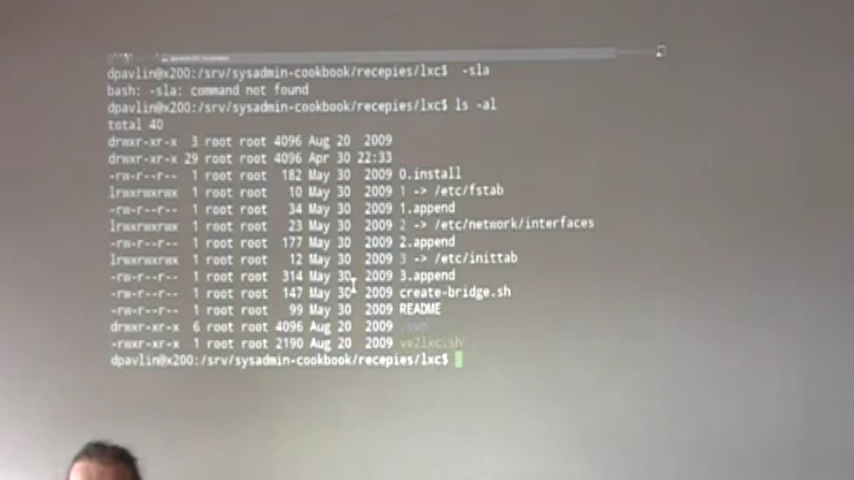 dpavlin@x200:/srv/sysadmin-cookbook/recepies/lxc$  -sla
bash: -sla: command not found
dpavlin@x200:/srv/sysadmin-cookbook/recepies/lxc$ ls -al
total 40
drwxr-xr-x  3 root root 4096 Aug 20  2009
drwxr-xr-x 29 root root 4096 Apr 30 22:33
-rw-r--r--  1 root root  182 May 30  2009 0.install
lrwxrwxrwx  1 root root   10 May 30  2009 1 -> /etc/fstab
-rw-r--r--  1 root root   34 May 30  2009 1.append
lrwxrwxrwx  1 root root   23 May 30  2009 2 -> /etc/network/interfaces
-rw-r--r--  1 root root  177 May 30  2009 2.append
lrwxrwxrwx  1 root root   12 May 30  2009 3 -> /etc/inittab
-rw-r--r--  1 root root  314 May 30  2009 3.append
-rw-r--r--  1 root root  147 May 30  2009 create-bridge.sh
-rw-r--r--  1 root root   99 May 30  2009 README
drwxr-xr-x  6 root root 4096 Aug 20  2009 .svn
-rwxr-xr-x  1 root root 2190 Aug 20  2009 ve2lxc.sh
dpavlin@x200:/srv/sysadmin-cookbook/recepies/lxc$